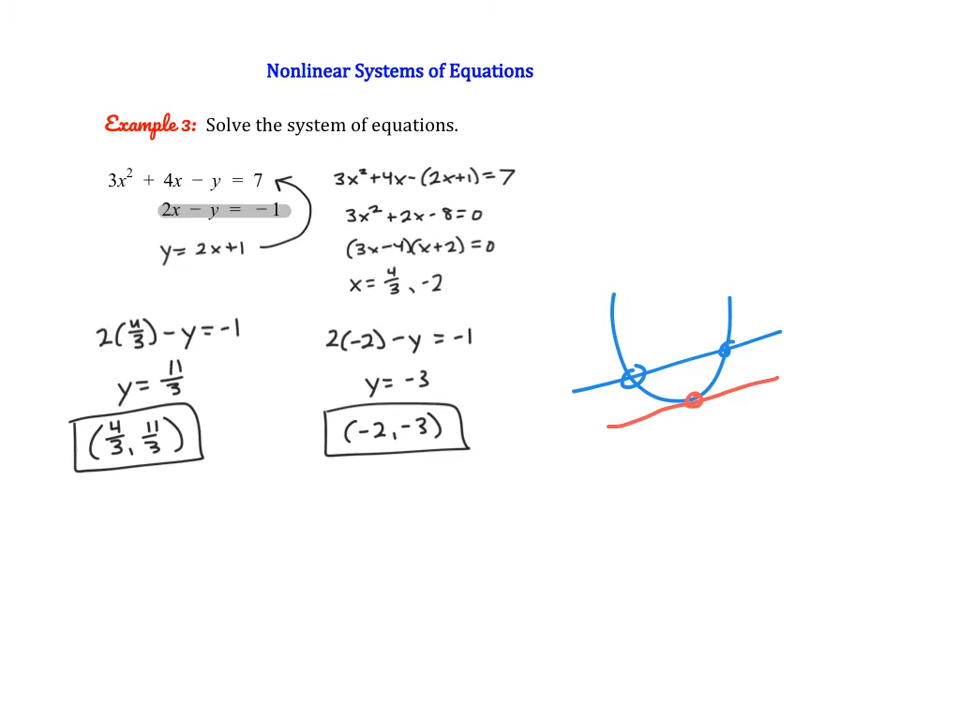 Nonlinear Systems of Equations
Example 3: Solve the system of equations.
3x² + 4x − y = 7
2x − y = −1
y = 2x+1
3x²+4x−(2x+1)=7
3x²+2x−8=0
(3x−4)(x+2)=0
x = 4/3, −2
2(4/3)−y=−1
y = 11/3
(4/3, 11/3)
2(−2)−y = −1
y = −3
(−2, −3)